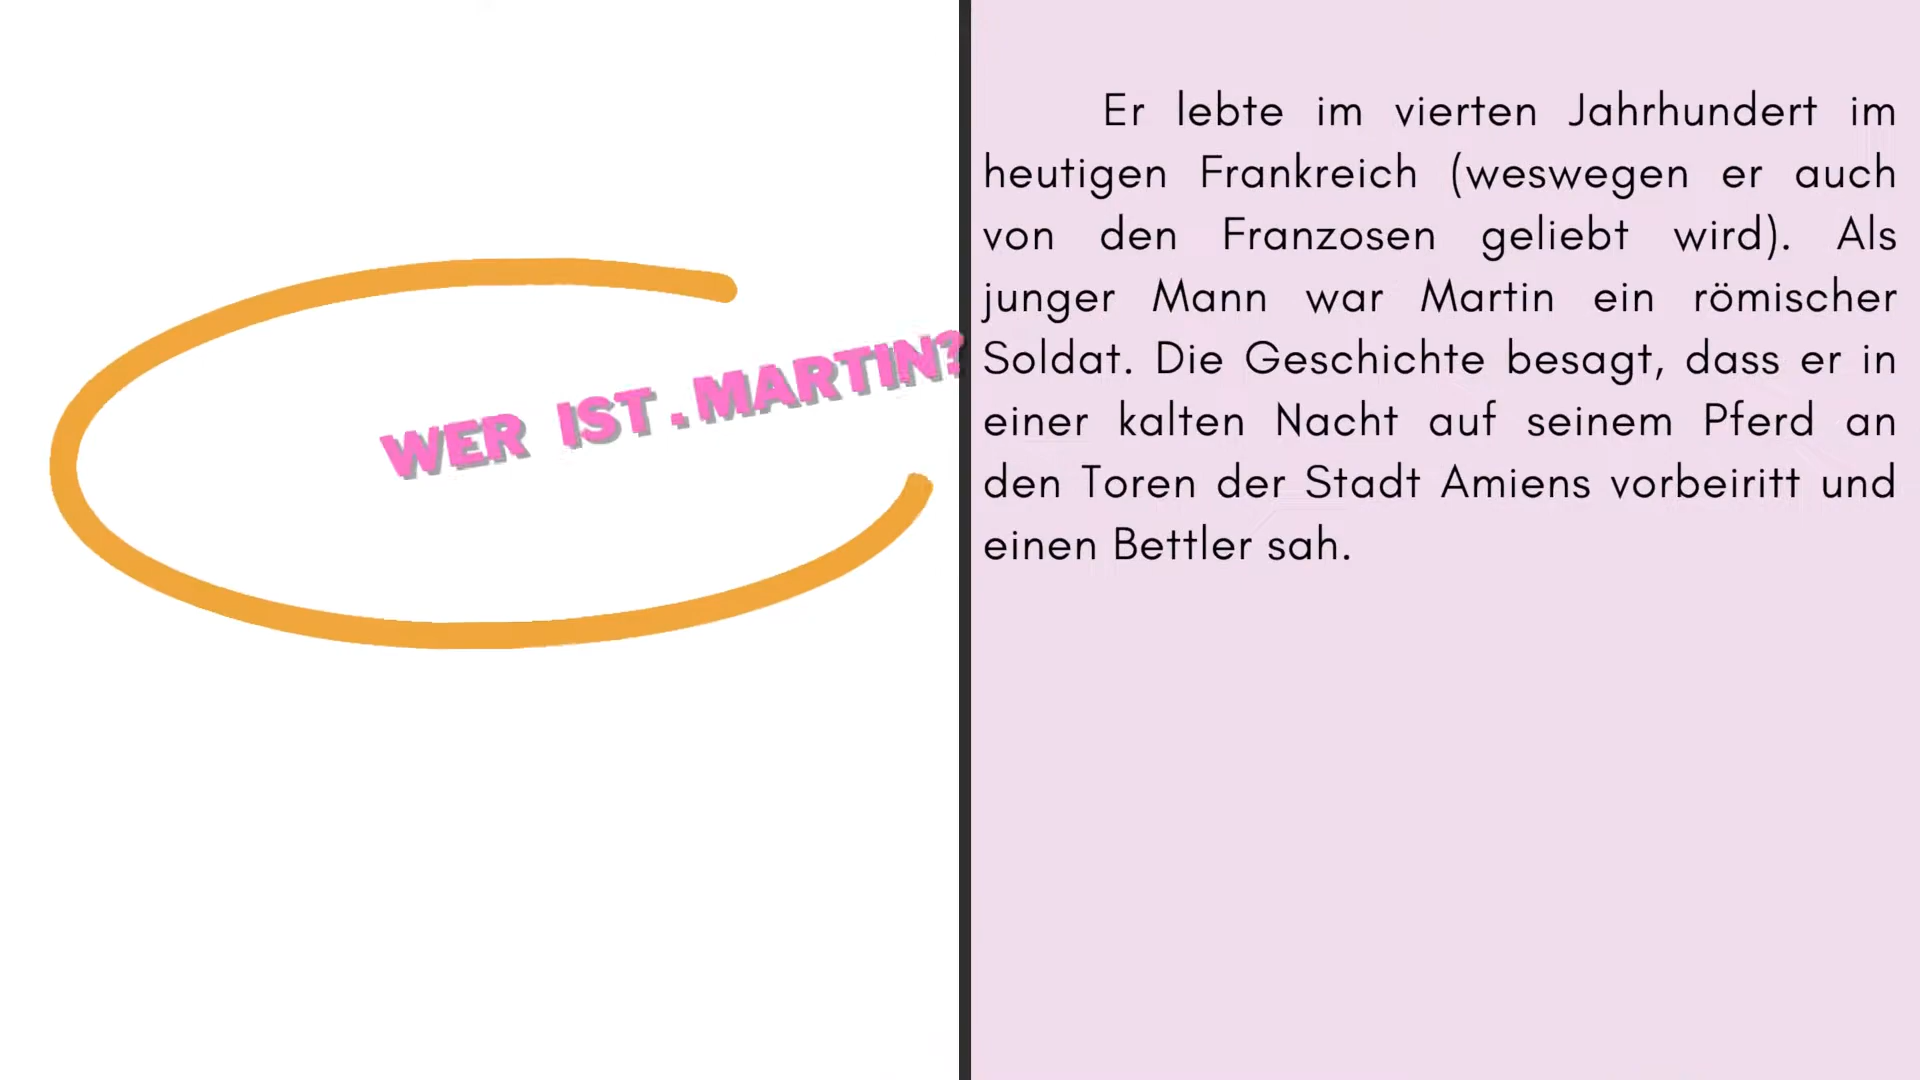 WER IST . MARTIN?
Er lebte im vierten Jahrhundert im
heutigen Frankreich (weswegen er auch
von den Franzosen geliebt wird). Als
junger Mann war Martin ein römischer
Soldat. Die Geschichte besagt, dass er in
einer kalten Nacht auf seinem Pferd an
den Toren der Stadt Amiens vorbeiritt und
einen Bettler sah.